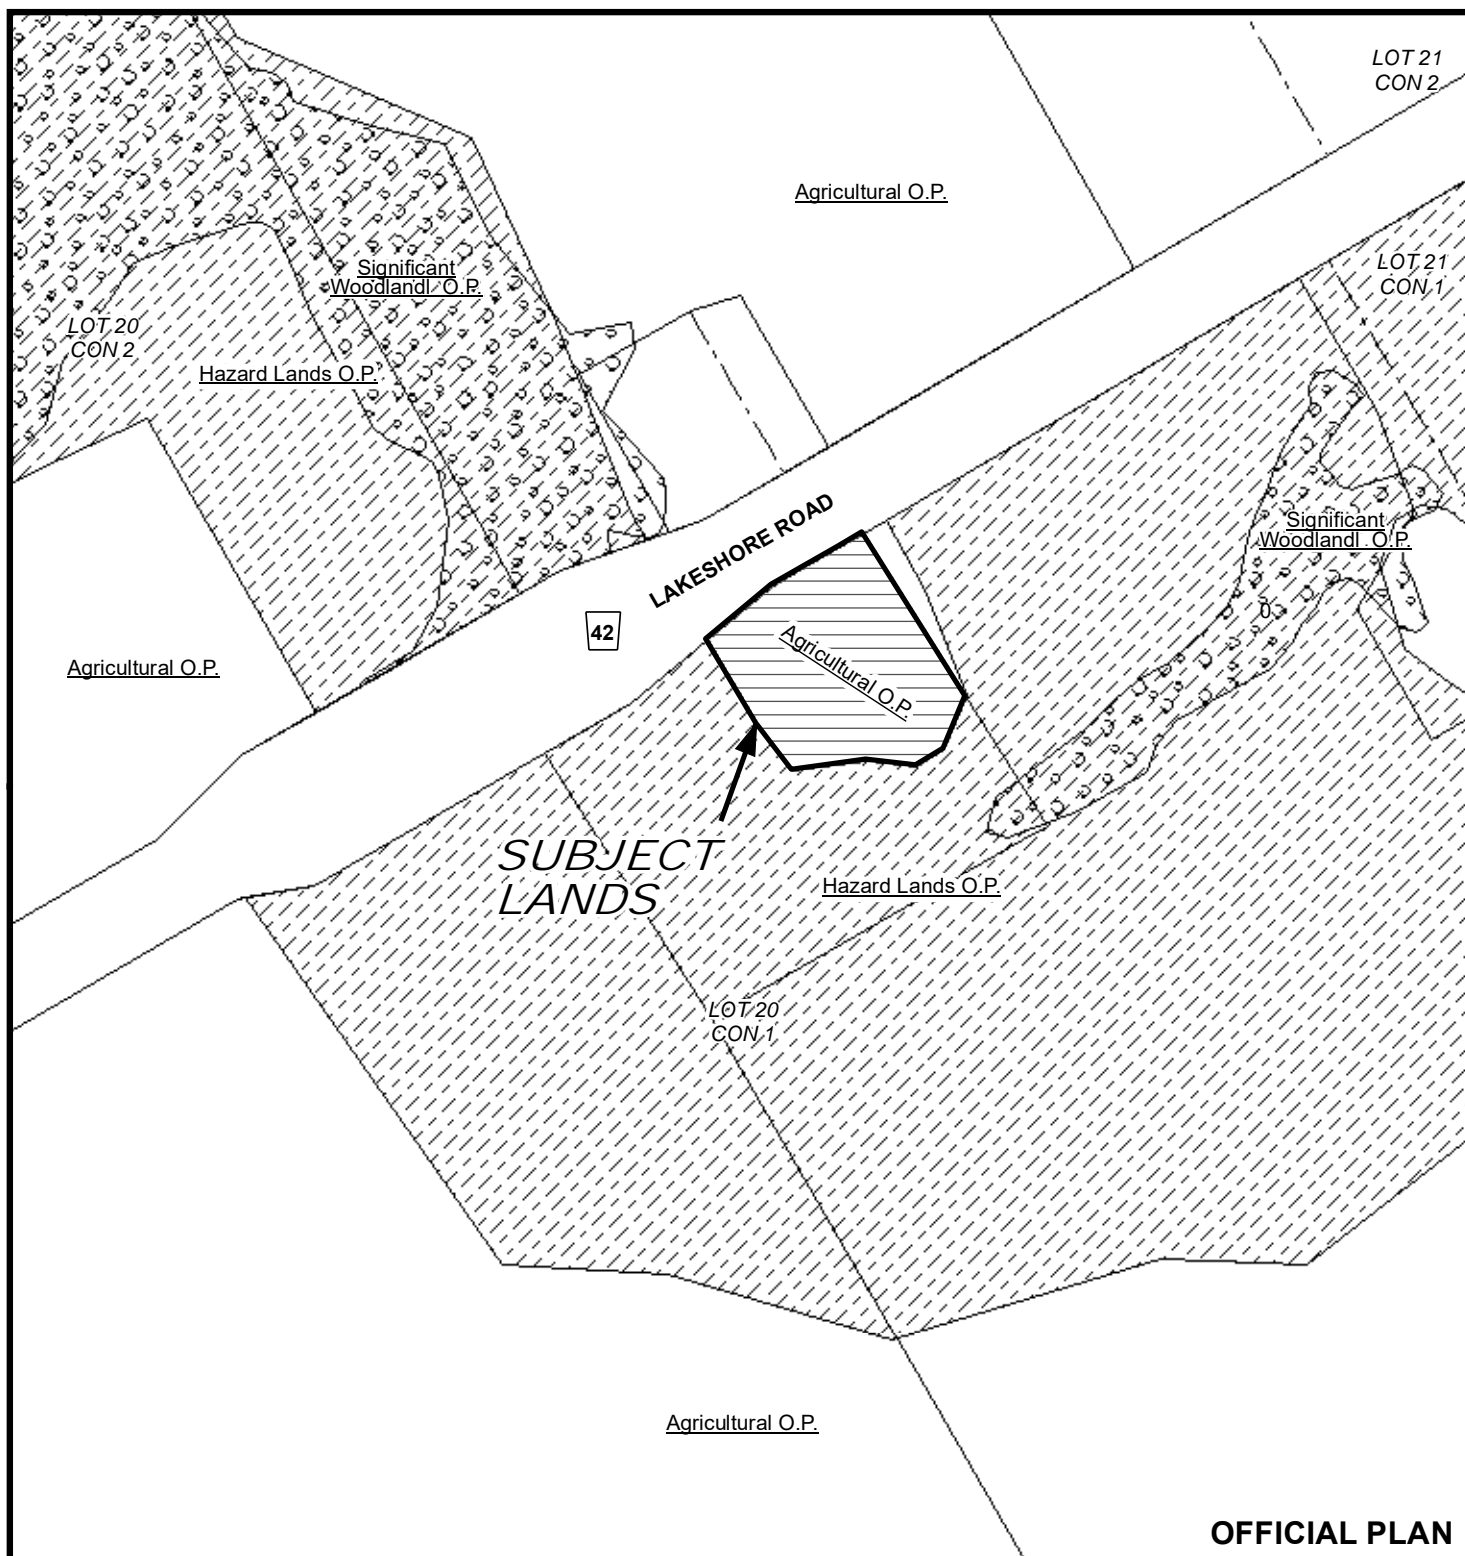 LOT 21
CON 2
Agricultural O.P.
LOT 21
CON 1
Significant
Woodlandl O.P.
LOT 20
CON 2
Hazard Lands O.P.
LAKESHORE ROAD
Significant
Woodlandl O.P.
0
42
Agricultural O.P.
Agricultural O.P.
SUBJECT
LANDS
Hazard Lands O.P.
LOT 20
CON 1
Agricultural O.P.
OFFICIAL PLAN